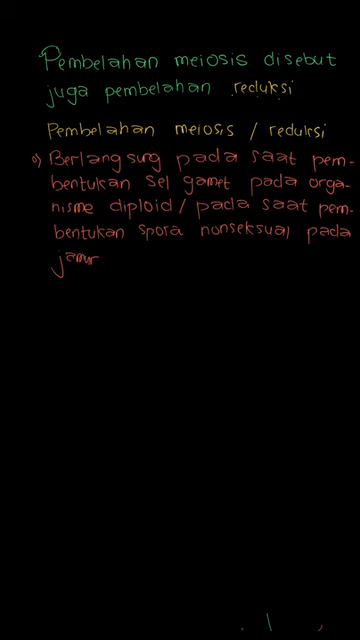 Pembelahan meiosis disebut
juga pembelahan reduksi
Pembelahan meiosis / reduksi
Berlangsung pada saat pem-
bentukan sel gamet pada orga-
nisme diploid / pada saat pem-
bentukan spora nonseksual pada
jamur